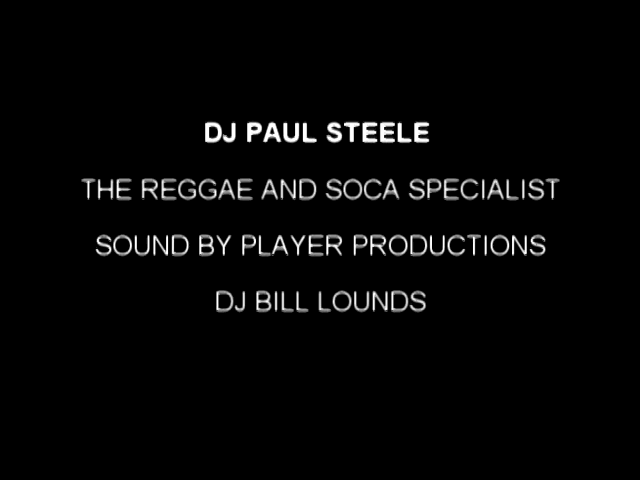 DJ PAUL STEELE
THE REGGAE AND SOCA SPECIALIST
SOUND BY PLAYER PRODUCTIONS
DJ BILL LOUNDS